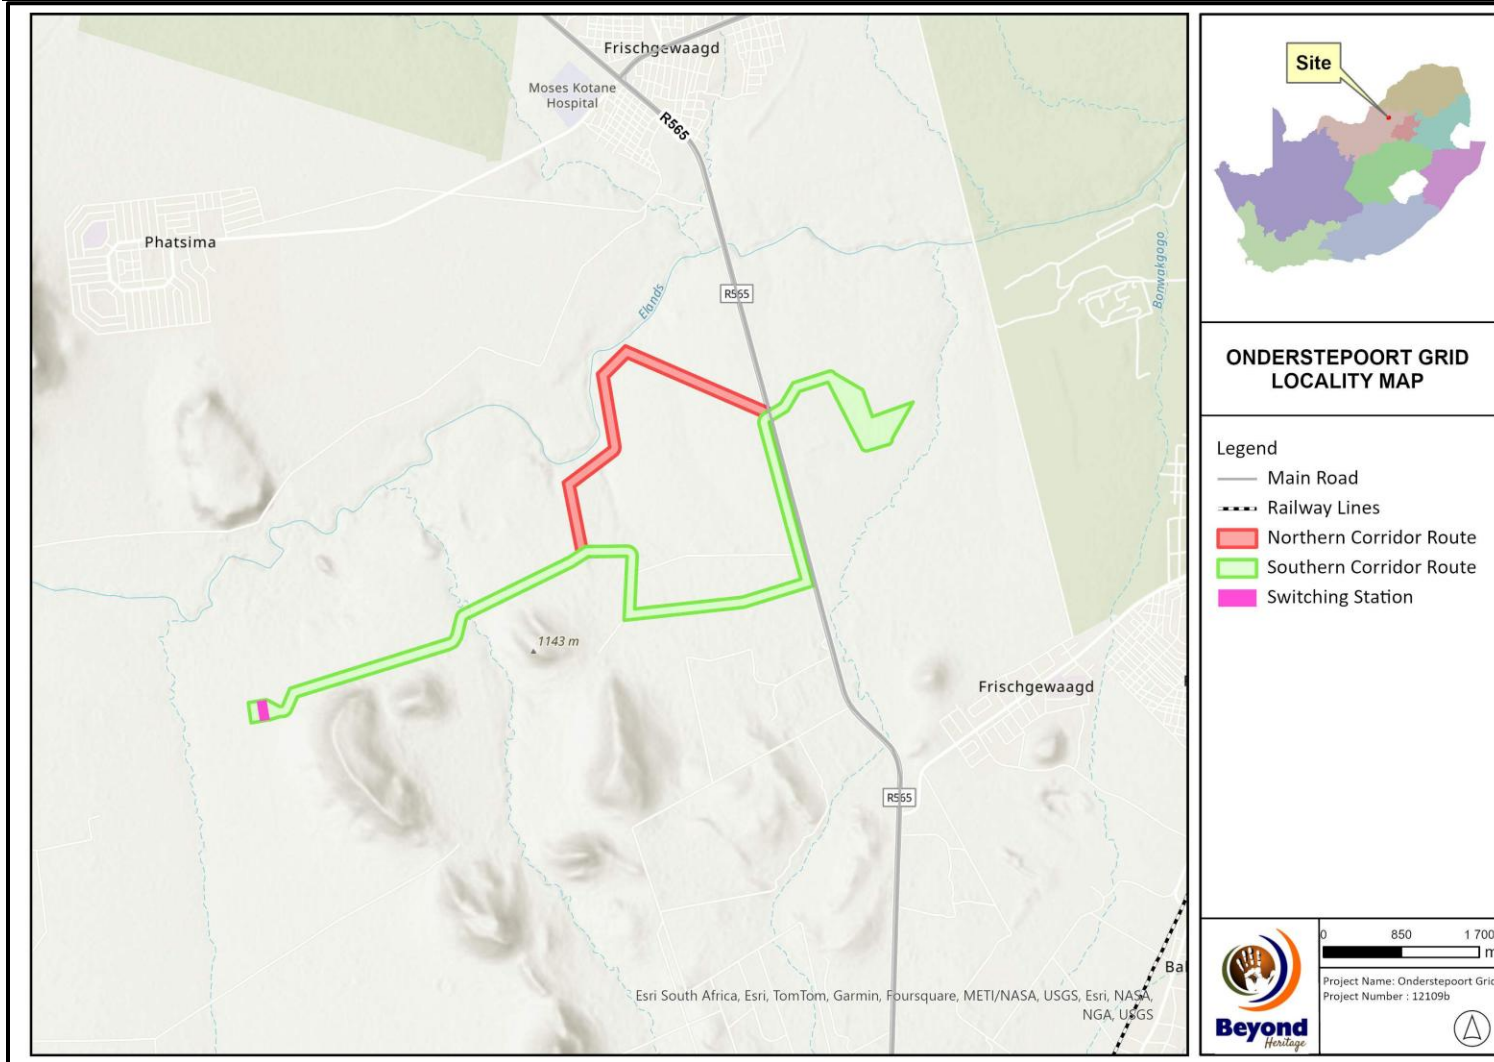 Frischgewaagd
Moses Kotane
Hospital
R565
Phatsima
Elands
R565
Bonwakgogo
1143 m
Frischgewaagd
R565
Bal
Esri South Africa, Esri, TomTom, Garmin, Foursquare, METI/NASA, USGS, Esri, NASA,
NGA, USGS
Site
ONDERSTEPOORT GRID
LOCALITY MAP
Legend
Main Road
Railway Lines
Northern Corridor Route
Southern Corridor Route
Switching Station
Beyond
Heritage
0 850 1 700
m
Project Name: Onderstepoort Grid
Project Number : 12109b